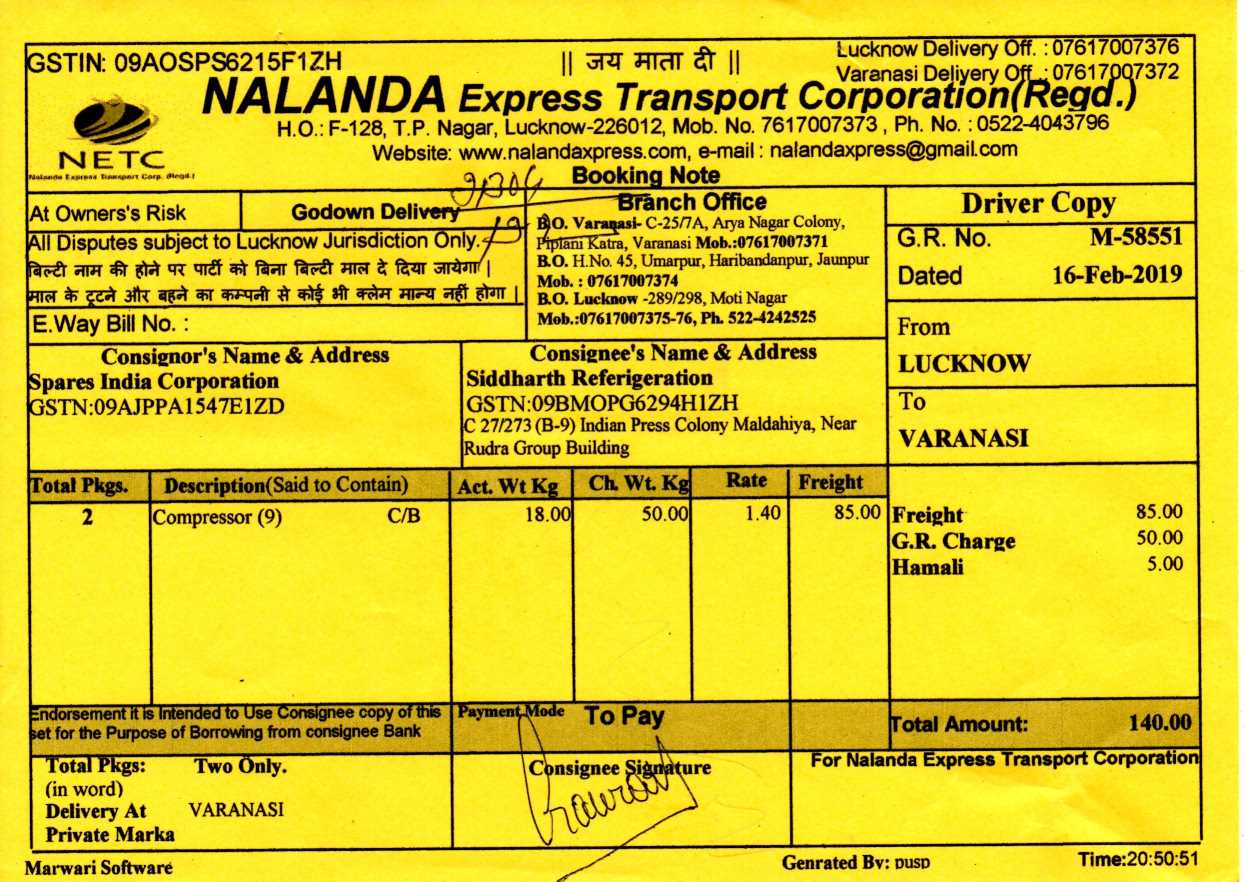 GSTIN: 09AOSPS6215F1ZH
|| जय माता दी ||
Lucknow Delivery Off. : 07617007376
Varanasi Deliyery Off. : 07617007372
NALANDA Express Transport Corporation(Regd.)
H.O.: F-128, T.P. Nagar, Lucknow-226012, Mob. No. 7617007373 , Ph. No. : 0522-4043796
Website: www.nalandaxpress.com, e-mail : nalandaxpress@gmail.com
NETC
Nalanda Express Transport Corp. (Regd.)
Booking Note
At Owners's Risk
Godown Delivery
All Disputes subject to Lucknow Jurisdiction Only.
बिल्टी नाम की होने पर पार्टी को बिना बिल्टी माल दे दिया जायेगा |
माल के टूटने और बहने का कम्पनी से कोई भी क्लेम मान्य नहीं होगा |
E.Way Bill No. :
Branch Office
B.O. Varanasi- C-25/7A, Arya Nagar Colony,
Piplani Katra, Varanasi Mob.:07617007371
B.O. H.No. 45, Umarpur, Haribandanpur, Jaunpur
Mob. : 07617007374
B.O. Lucknow -289/298, Moti Nagar
Mob.:07617007375-76, Ph. 522-4242525
Driver Copy
G.R. No. M-58551
Dated 16-Feb-2019
From
LUCKNOW
To
VARANASI
Consignor's Name & Address
Spares India Corporation
GSTN:09AJPPA1547E1ZD
Consignee's Name & Address
Siddharth Referigeration
GSTN:09BMOPG6294H1ZH
C 27/273 (B-9) Indian Press Colony Maldahiya, Near
Rudra Group Building
Total Pkgs. Description(Said to Contain) Act. Wt Kg Ch. Wt. Kg Rate Freight
2 Compressor (9) C/B 18.00 50.00 1.40 85.00
Freight 85.00
G.R. Charge 50.00
Hamali 5.00
Endorsement it is Intended to Use Consignee copy of this
set for the Purpose of Borrowing from consignee Bank
Payment Mode To Pay
Total Amount: 140.00
Total Pkgs: Two Only.
(in word)
Delivery At VARANASI
Private Marka
Consignee Signature
For Nalanda Express Transport Corporation
Marwari Software
Genrated By: pusp
Time:20:50:51